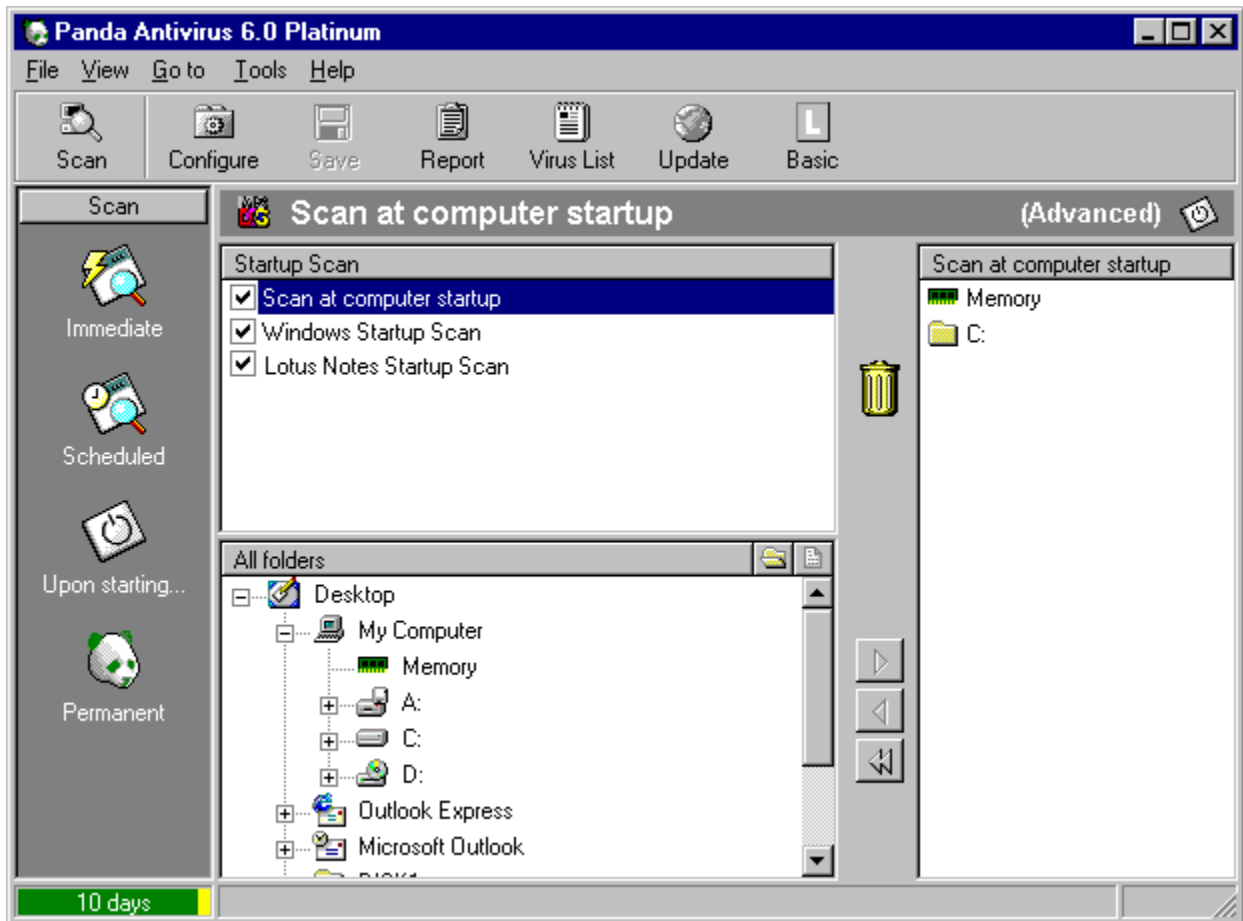 Panda Antivirus 6.0 Platinum
File View Go to Tools Help
Scan Configure Save Report Virus List Update Basic
Scan
Immediate
Scheduled
Upon starting...
Permanent
10 days
Scan at computer startup (Advanced)
Startup Scan
Scan at computer startup
Windows Startup Scan
Lotus Notes Startup Scan
All folders
Desktop
My Computer
Memory
A:
C:
D:
Outlook Express
Microsoft Outlook
Scan at computer startup
Memory
C: